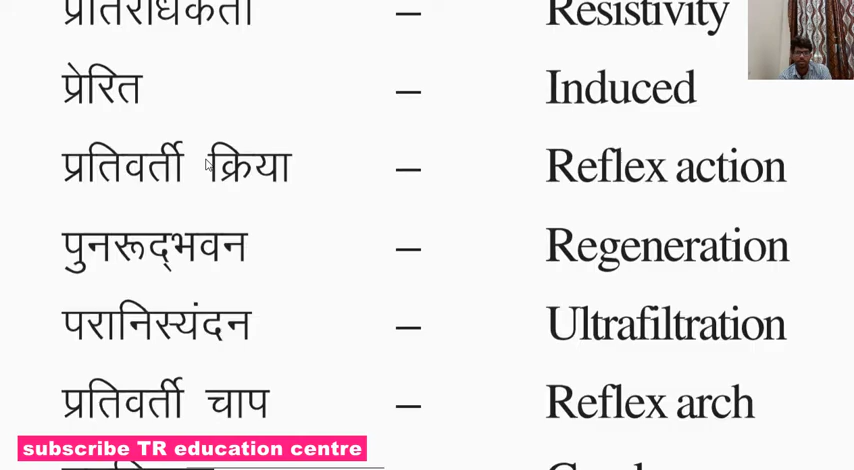 प्रतिरोधकता – Resistivity
प्रेरित – Induced
प्रतिवर्ती क्रिया – Reflex action
पुनरूद्भवन – Regeneration
परानिस्यंदन – Ultrafiltration
प्रतिवर्ती चाप – Reflex arch
subscribe TR education centre